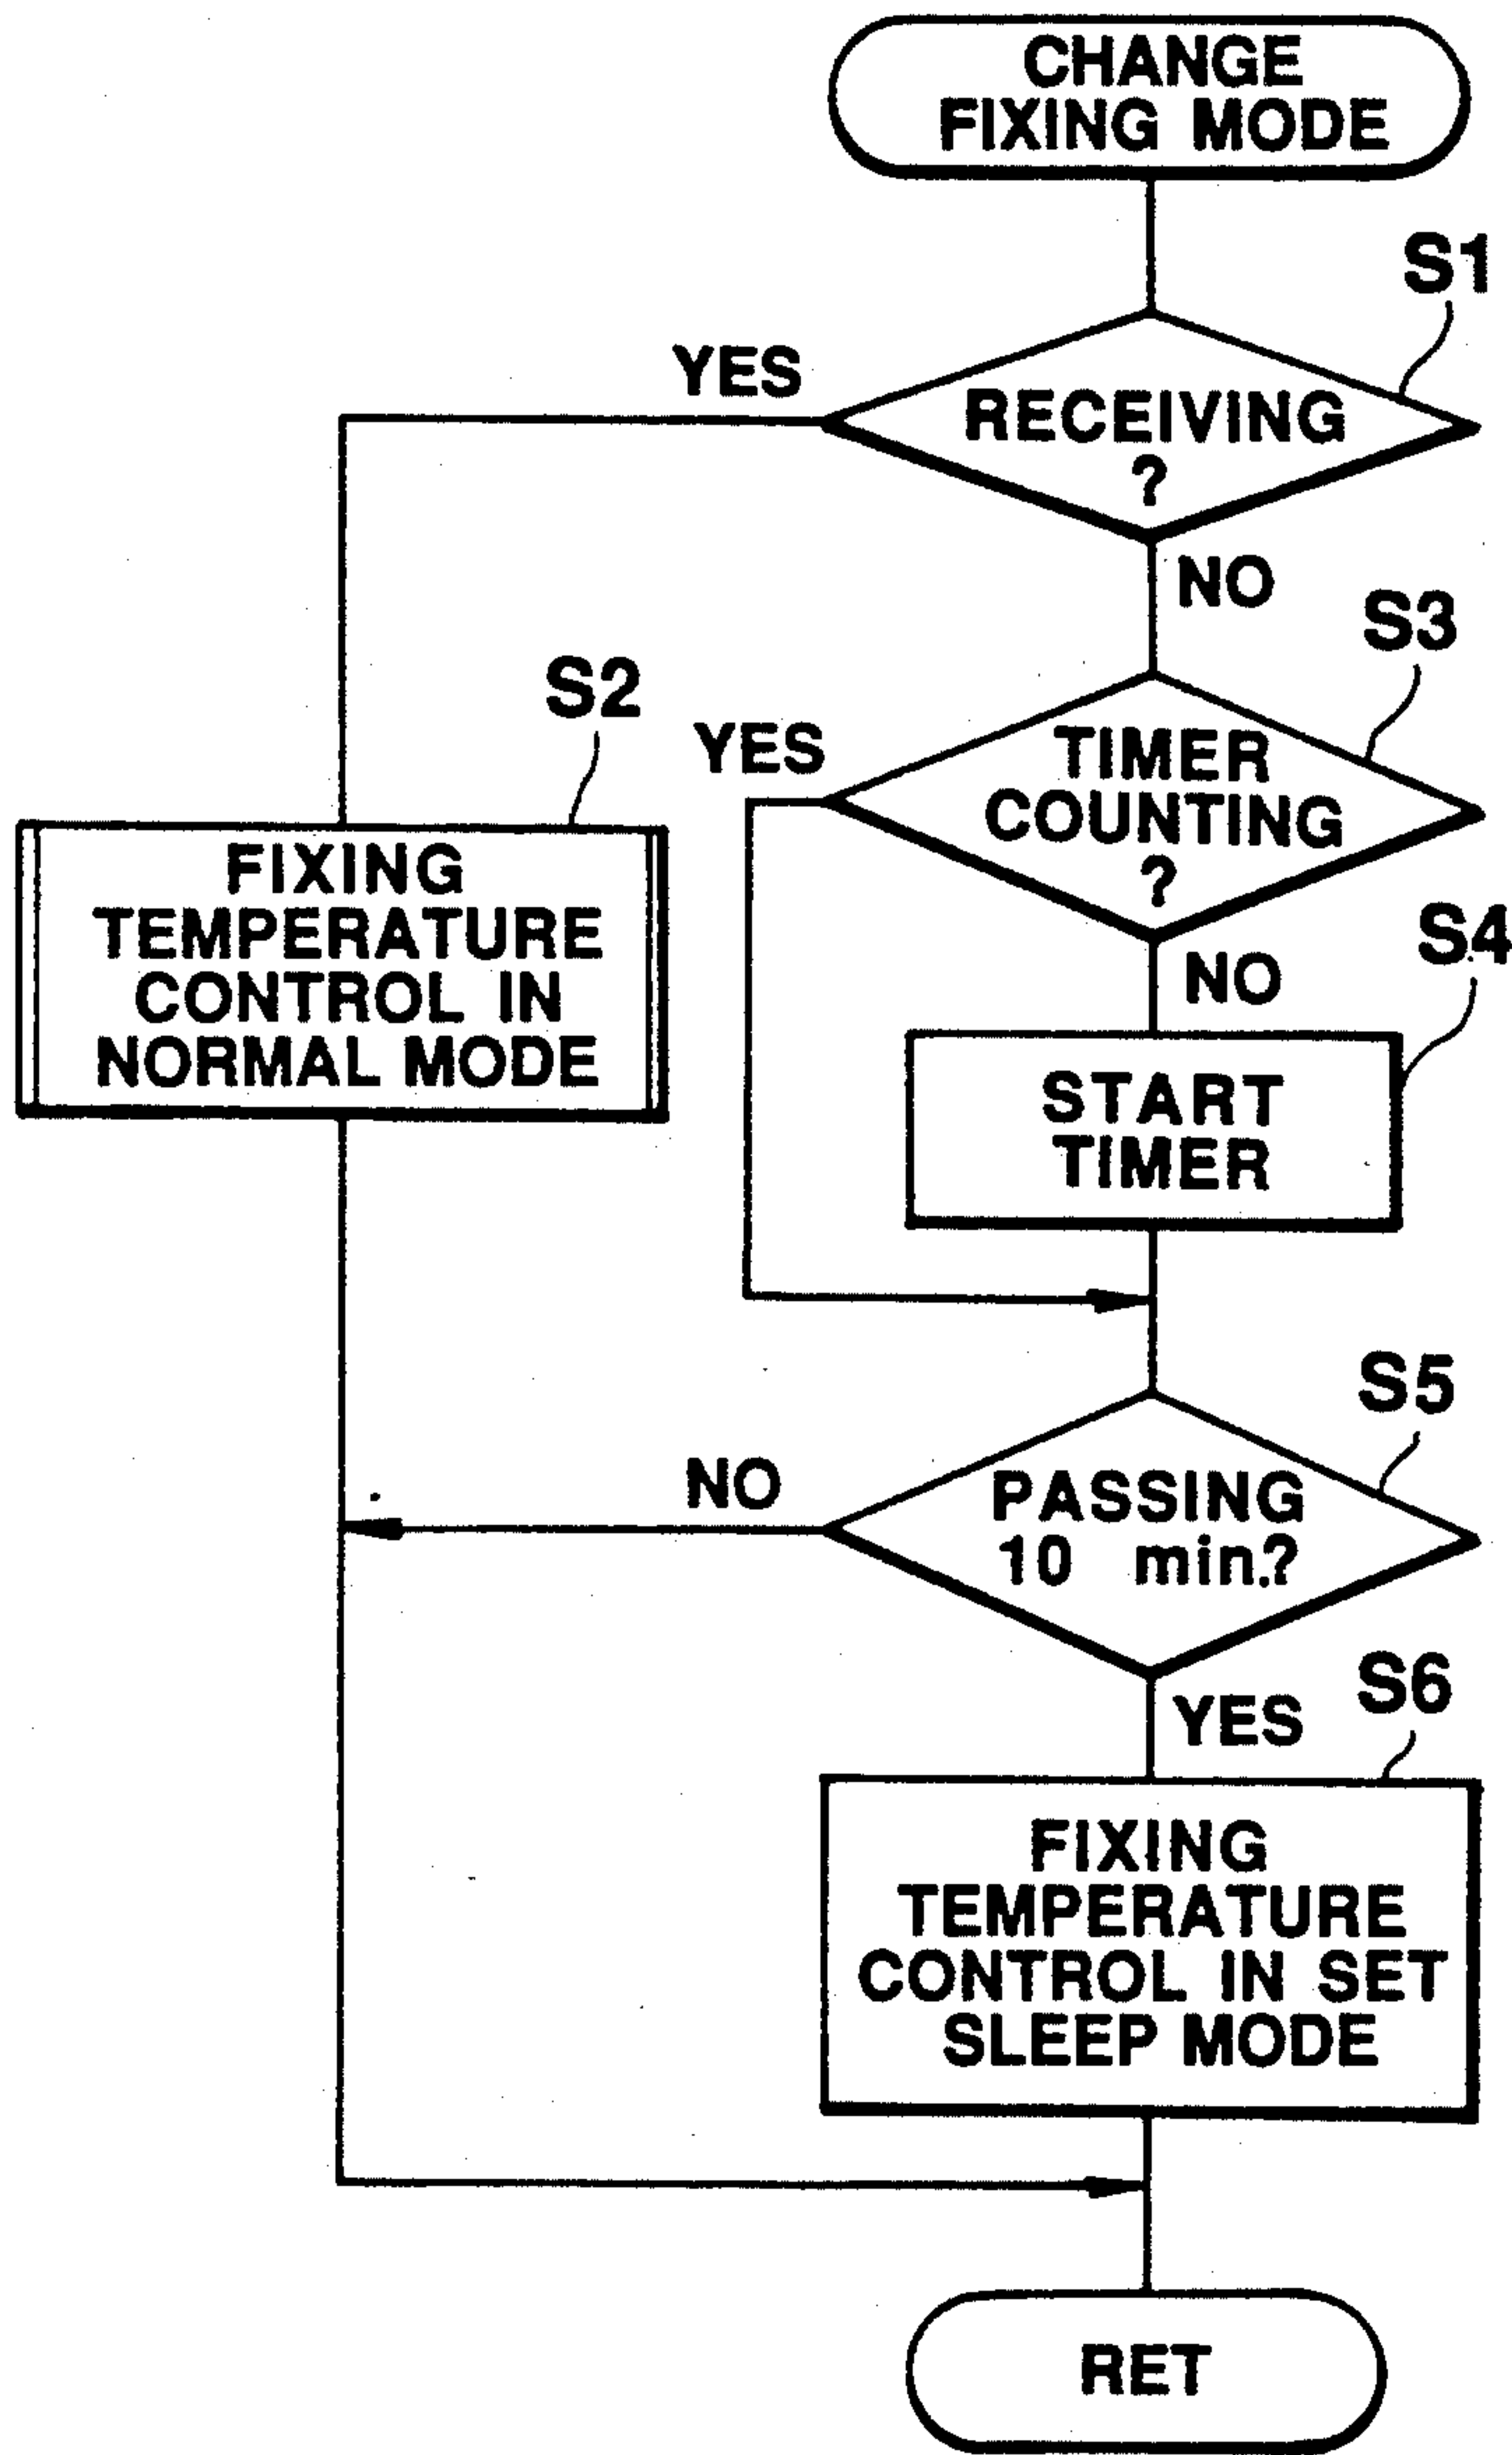 CHANGE
FIXING MODE
S1
YES
RECEIVING
?
NO
S3
S2
YES
TIMER
COUNTING
?
FIXING
TEMPERATURE
CONTROL IN
NORMAL MODE
S4
NO
START
TIMER
S5
NO
PASSING
10 min.?
S6
YES
FIXING
TEMPERATURE
CONTROL IN SET
SLEEP MODE
RET